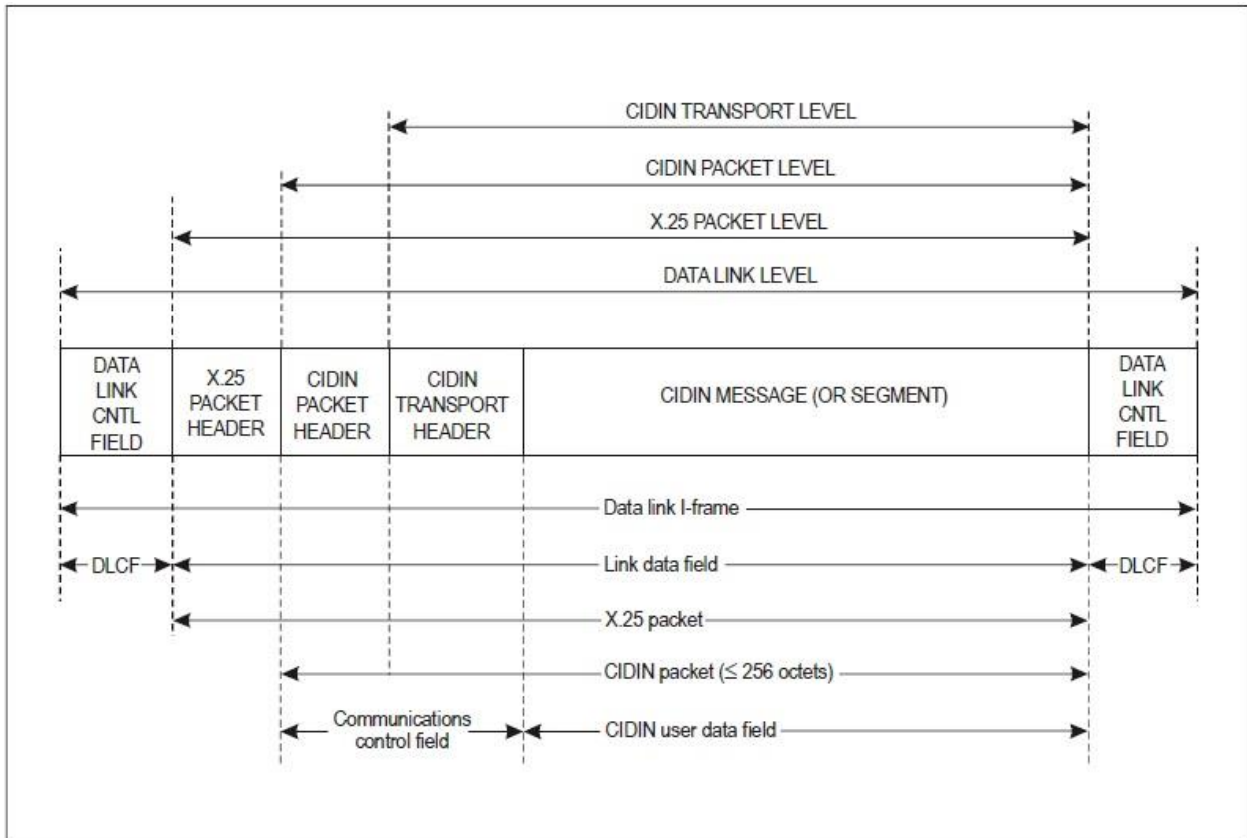 CIDIN TRANSPORT LEVEL
CIDIN PACKET LEVEL
X.25 PACKET LEVEL
DATA LINK LEVEL
DATA
LINK
CNTL
FIELD
X.25
PACKET
HEADER
CIDIN
PACKET
HEADER
CIDIN
TRANSPORT
HEADER
CIDIN MESSAGE (OR SEGMENT)
DATA
LINK
CNTL
FIELD
Data link I-frame
DLCF
Link data field
DLCF
X.25 packet
CIDIN packet (≤ 256 octets)
Communications
control field
CIDIN user data field